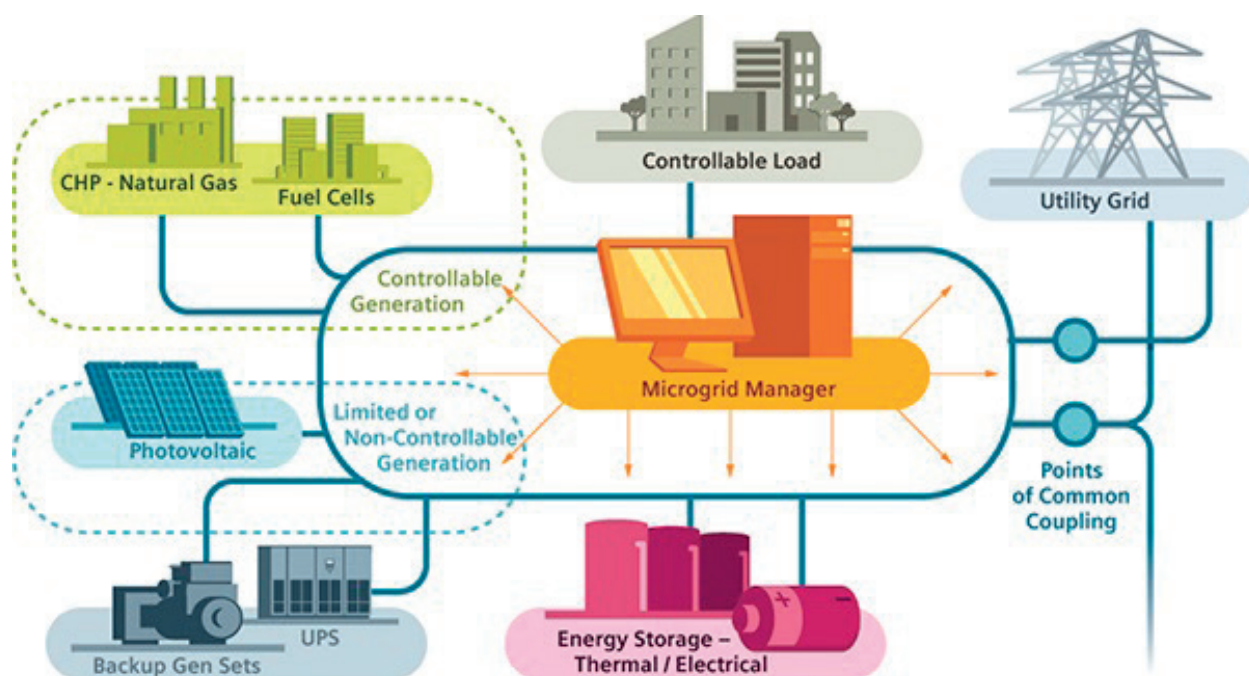 Controllable Load
CHP - Natural Gas
Fuel Cells
Utility Grid
Controllable
Generation
Microgrid Manager
Limited or
Non-Controllable
Generation
Photovoltaic
Points
of Common
Coupling
UPS
Backup Gen Sets
Energy Storage –
Thermal / Electrical